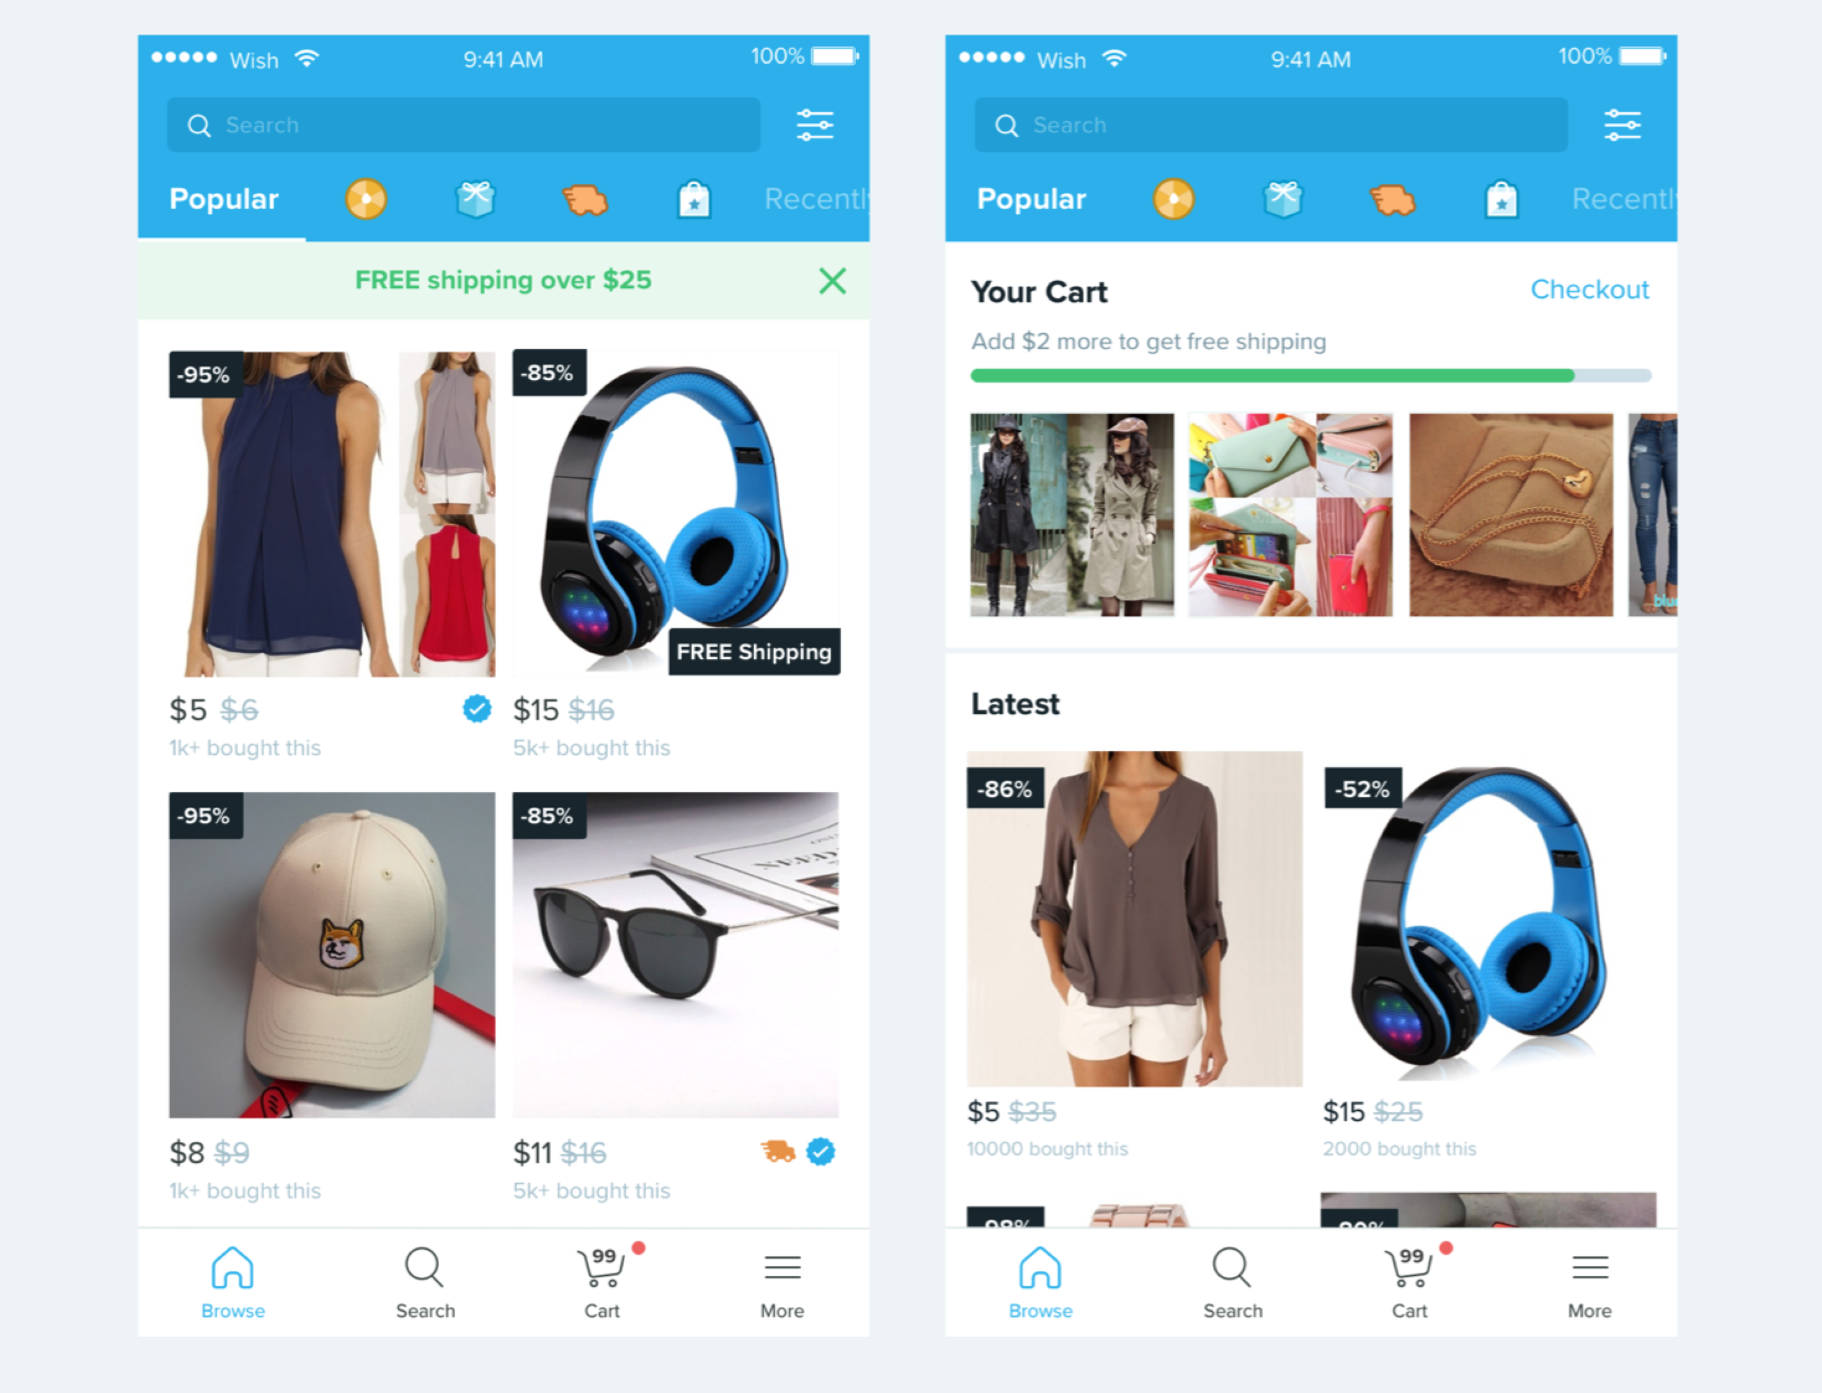 Wish
9:41 AM
100%
Search
Popular
Recently
FREE shipping over $25
-95%
-85%
FREE Shipping
$5 $6
$15 $16
1k+ bought this
5k+ bought this
-95%
-85%
$8 $9
$11 $16
1k+ bought this
5k+ bought this
99
Browse
Search
Cart
More
Wish
9:41 AM
100%
Search
Popular
Recently
Your Cart
Checkout
Add $2 more to get free shipping
blue
Latest
-86%
-52%
$5 $35
$15 $25
10000 bought this
2000 bought this
-98%
99
Browse
Search
Cart
More